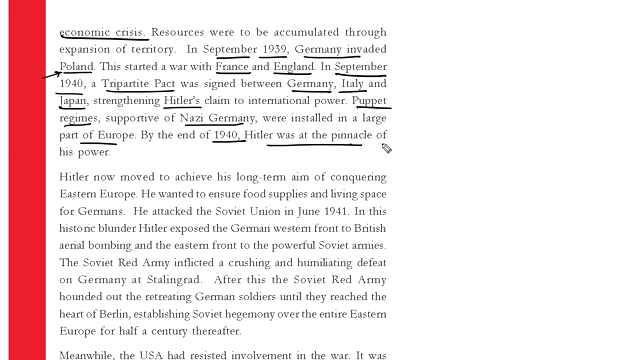 economic crisis. Resources were to be accumulated through
expansion of territory. In September 1939, Germany invaded
Poland. This started a war with France and England. In September
1940, a Tripartite Pact was signed between Germany, Italy and
Japan, strengthening Hitler's claim to international power. Puppet
regimes, supportive of Nazi Germany, were installed in a large
part of Europe. By the end of 1940, Hitler was at the pinnacle of
his power.
Hitler now moved to achieve his long-term aim of conquering
Eastern Europe. He wanted to ensure food supplies and living space
for Germans. He attacked the Soviet Union in June 1941. In this
historic blunder Hitler exposed the German western front to British
aerial bombing and the eastern front to the powerful Soviet armies.
The Soviet Red Army inflicted a crushing and humiliating defeat
on Germany at Stalingrad. After this the Soviet Red Army
hounded out the retreating German soldiers until they reached the
heart of Berlin, establishing Soviet hegemony over the entire Eastern
Europe for half a century thereafter.
Meanwhile, the USA had resisted involvement in the war. It was